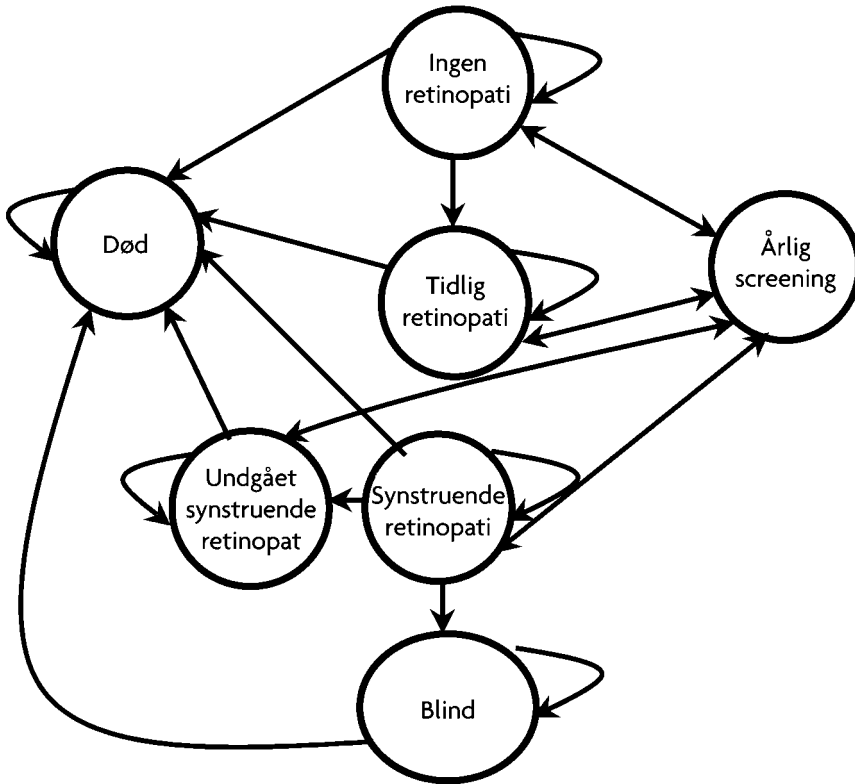 Ingen
retinopati
Død
Årlig
screening
Tidlig
retinopati
Undgået
synstruende
retinopat
Synstruende
retinopati
Blind